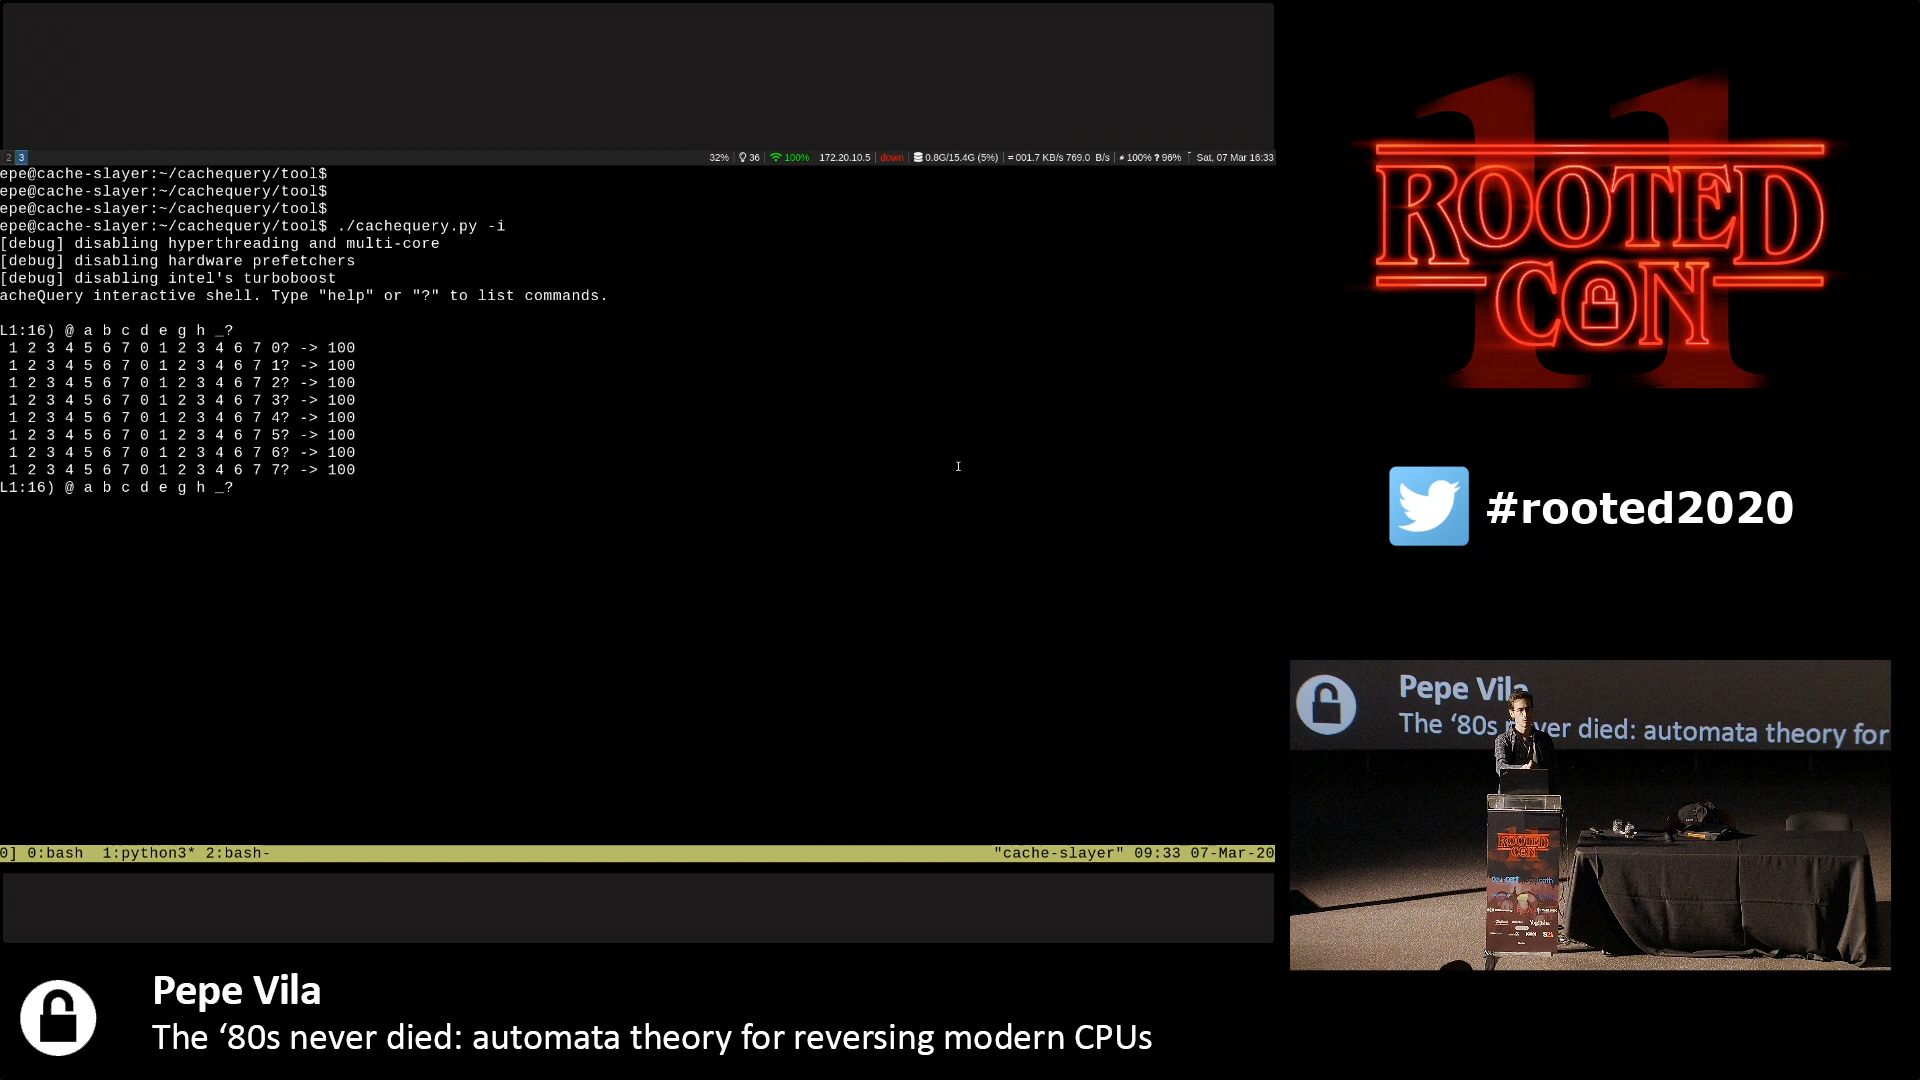 2 3 32% 36 100% 172.20.10.5 down 0.8G/15.4G (5%) = 001.7 KB/s 769.0 B/s 100% ? 96% Sat, 07 Mar 16:33
epe@cache-slayer:~/cachequery/tool$
epe@cache-slayer:~/cachequery/tool$
epe@cache-slayer:~/cachequery/tool$
epe@cache-slayer:~/cachequery/tool$ ./cachequery.py -i
[debug] disabling hyperthreading and multi-core
[debug] disabling hardware prefetchers
[debug] disabling intel's turboboost
acheQuery interactive shell. Type "help" or "?" to list commands.
L1:16) @ a b c d e g h _?
1 2 3 4 5 6 7 0 1 2 3 4 6 7 0? -> 100
1 2 3 4 5 6 7 0 1 2 3 4 6 7 1? -> 100
1 2 3 4 5 6 7 0 1 2 3 4 6 7 2? -> 100
1 2 3 4 5 6 7 0 1 2 3 4 6 7 3? -> 100
1 2 3 4 5 6 7 0 1 2 3 4 6 7 4? -> 100
1 2 3 4 5 6 7 0 1 2 3 4 6 7 5? -> 100
1 2 3 4 5 6 7 0 1 2 3 4 6 7 6? -> 100
1 2 3 4 5 6 7 0 1 2 3 4 6 7 7? -> 100
L1:16) @ a b c d e g h _?
0] 0:bash 1:python3* 2:bash- "cache-slayer" 09:33 07-Mar-20
Pepe Vila
The ‘80s never died: automata theory for reversing modern CPUs
11
ROOTED
CON
#rooted2020
Pepe Vila
The ‘80s never died: automata theory for
ROOTED
CON